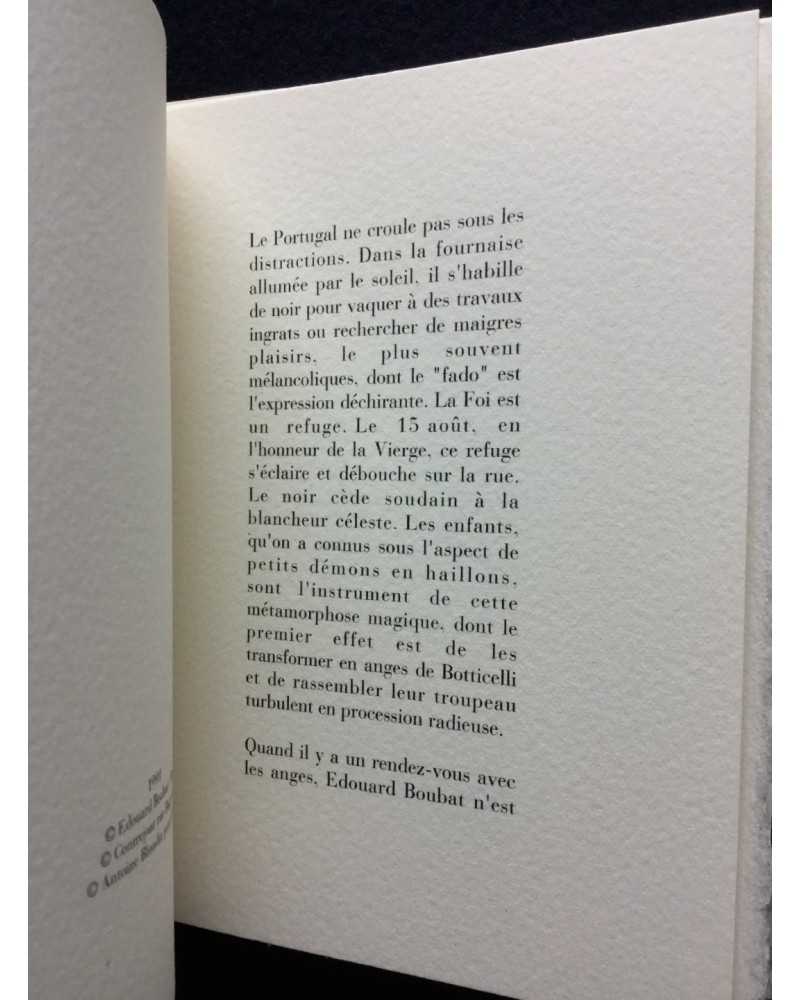 1991
© Edouard
©
© Antoine Blondin
Le Portugal ne croule pas sous les
distractions. Dans la fournaise
allumée par le soleil, il s'habille
de noir pour vaquer à des travaux
ingrats ou rechercher de maigres
plaisirs, le plus souvent
mélancoliques, dont le "fado" est
l'expression déchirante. La Foi est
un refuge. Le 15 août, en
l'honneur de la Vierge, ce refuge
s'éclaire et débouche sur la rue.
Le noir cède soudain à la
blancheur céleste. Les enfants,
qu'on a connus sous l'aspect de
petits démons en haillons,
sont l'instrument de cette
métamorphose magique, dont le
premier effet est de les
transformer en anges de Botticelli
et de rassembler leur troupeau
turbulent en procession radieuse.
Quand il y a un rendez-vous avec
les anges, Edouard Boubat n'est